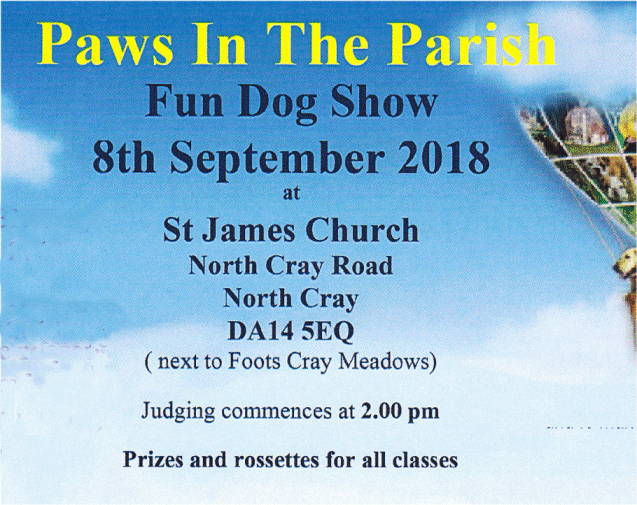 Paws In The Parish
Fun Dog Show
8th September 2018
at
St James Church
North Cray Road
North Cray
DA14 5EQ
( next to Foots Cray Meadows)
Judging commences at 2.00 pm
Prizes and rossettes for all classes